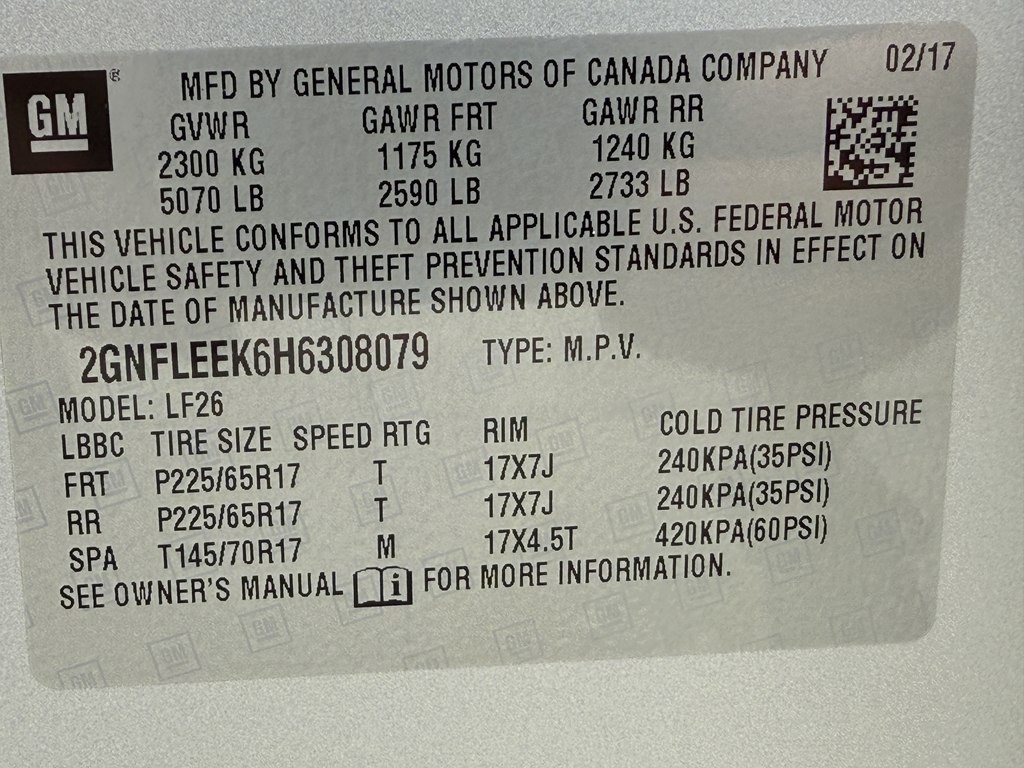 GM ® MFD BY GENERAL MOTORS OF CANADA COMPANY 02/17
GVWR GAWR FRT GAWR RR
2300 KG 1175 KG 1240 KG
5070 LB 2590 LB 2733 LB
THIS VEHICLE CONFORMS TO ALL APPLICABLE U.S. FEDERAL MOTOR
VEHICLE SAFETY AND THEFT PREVENTION STANDARDS IN EFFECT ON
THE DATE OF MANUFACTURE SHOWN ABOVE.
2GNFLEEK6H6308079 TYPE: M.P.V.
MODEL: LF26
LBBC TIRE SIZE SPEED RTG RIM COLD TIRE PRESSURE
FRT P225/65R17 T 17X7J 240KPA(35PSI)
RR P225/65R17 T 17X7J 240KPA(35PSI)
SPA T145/70R17 M 17X4.5T 420KPA(60PSI)
SEE OWNER'S MANUAL i FOR MORE INFORMATION.